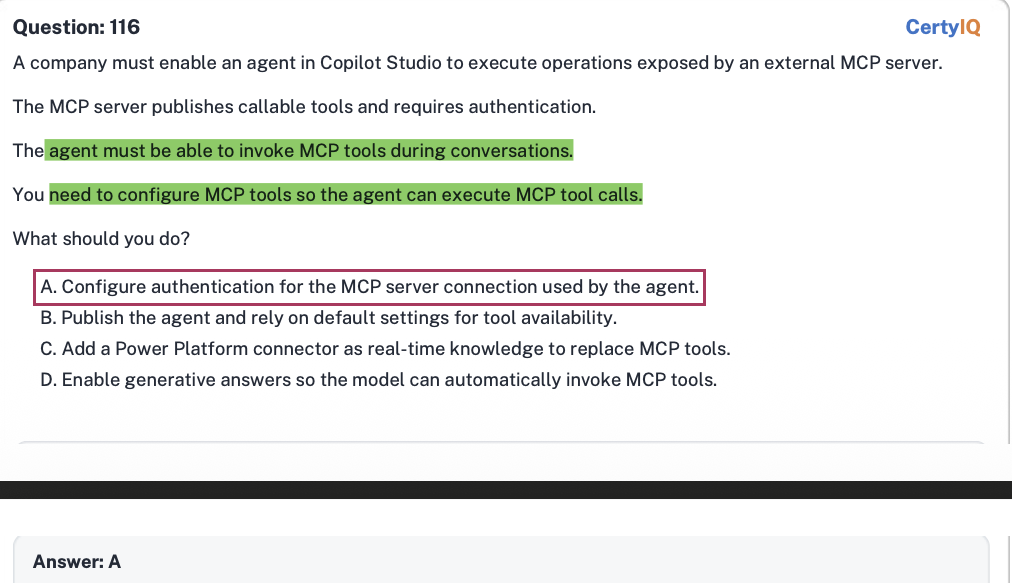 Question: 116
CertyIQ
A company must enable an agent in Copilot Studio to execute operations exposed by an external MCP server.
The MCP server publishes callable tools and requires authentication.
The agent must be able to invoke MCP tools during conversations.
You need to configure MCP tools so the agent can execute MCP tool calls.
What should you do?
A. Configure authentication for the MCP server connection used by the agent.
B. Publish the agent and rely on default settings for tool availability.
C. Add a Power Platform connector as real-time knowledge to replace MCP tools.
D. Enable generative answers so the model can automatically invoke MCP tools.
Answer: A